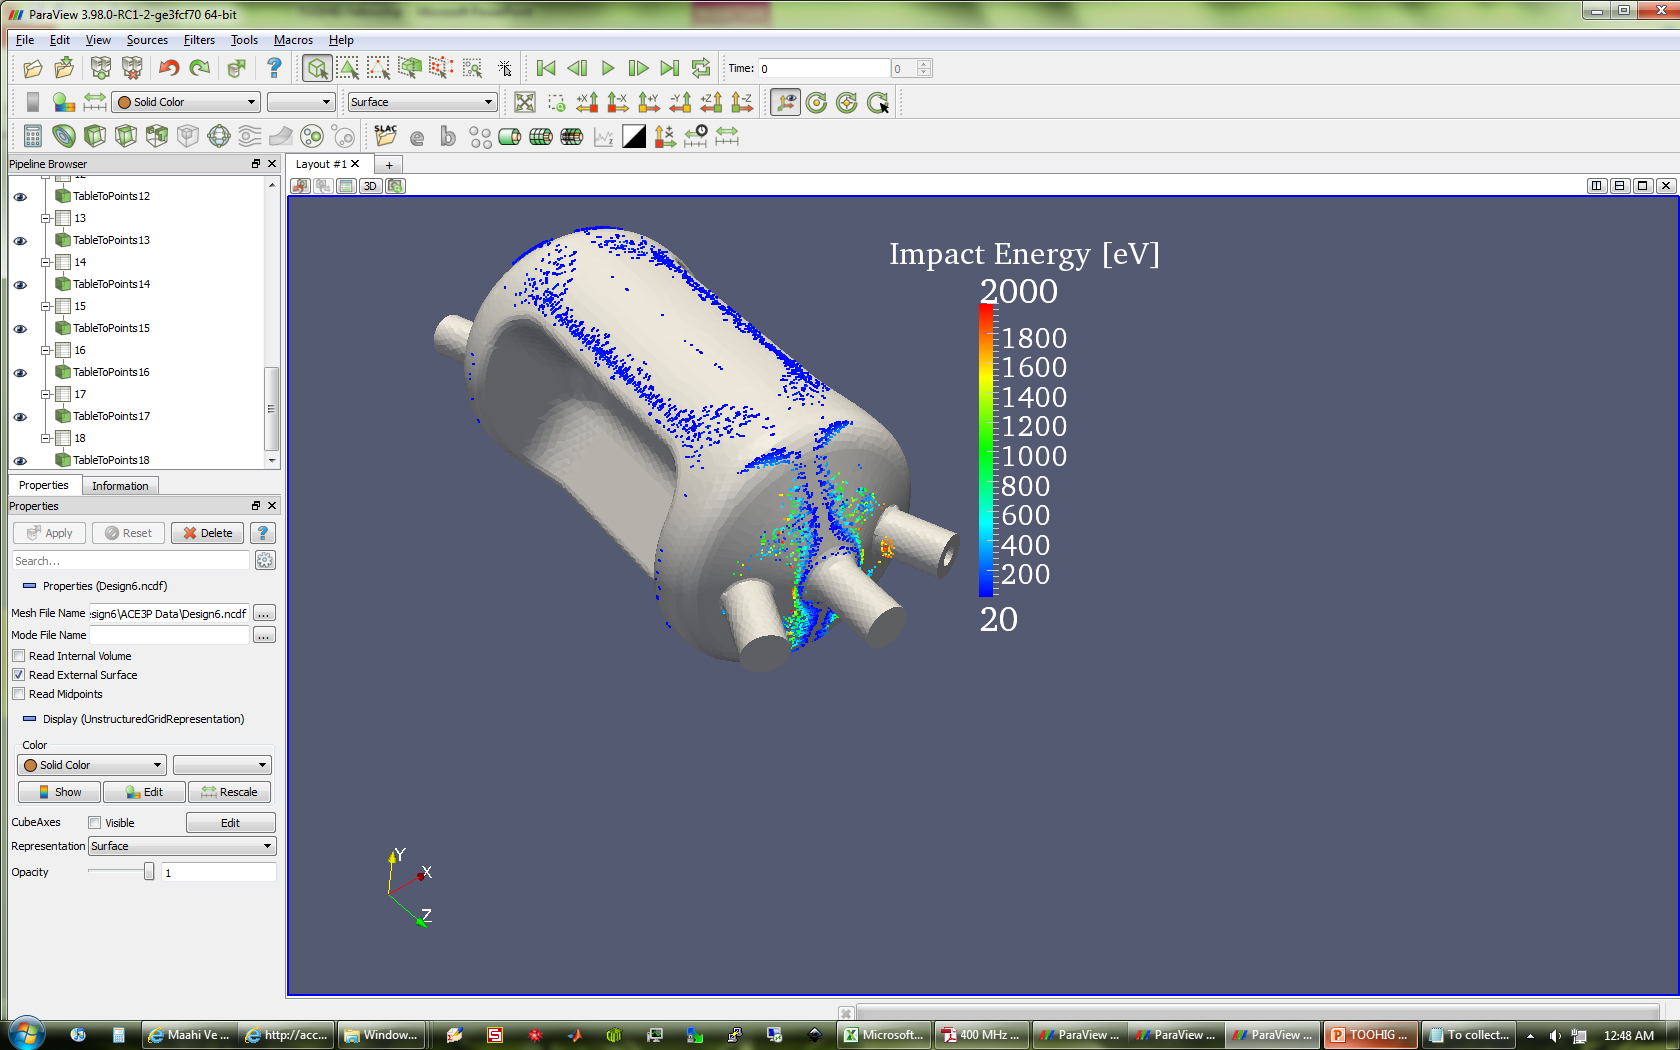 ParaView 3.98.0-RC1-2-ge3fcf70 64-bit
File Edit View Sources Filters Tools Macros Help
Time: 0 0
Solid Color Surface
+X -X +Y -Y +Z -Z
SLAC
Pipeline Browser
Layout #1
3D
12
TableToPoints12
13
TableToPoints13
14
TableToPoints14
15
TableToPoints15
16
TableToPoints16
17
TableToPoints17
18
TableToPoints18
Properties Information
Properties
Apply Reset Delete ?
Search...
Properties (Design6.ncdf)
Mesh File Name sign6\ACE3P Data\Design6.ncdf ...
Mode File Name ...
Read Internal Volume
Read External Surface
Read Midpoints
Display (UnstructuredGridRepresentation)
Color
Solid Color
Show Edit Rescale
CubeAxes Visible Edit
Representation Surface
Opacity 1
Impact Energy [eV]
2000
1800
1600
1400
1200
1000
800
600
400
200
20
Y
X
Z
Maahi Ve ... http://acc... Window... Microsoft... 400 MHz ... ParaView ... ParaView ... ParaView ... TOOHIG ... To collect... 12:48 AM